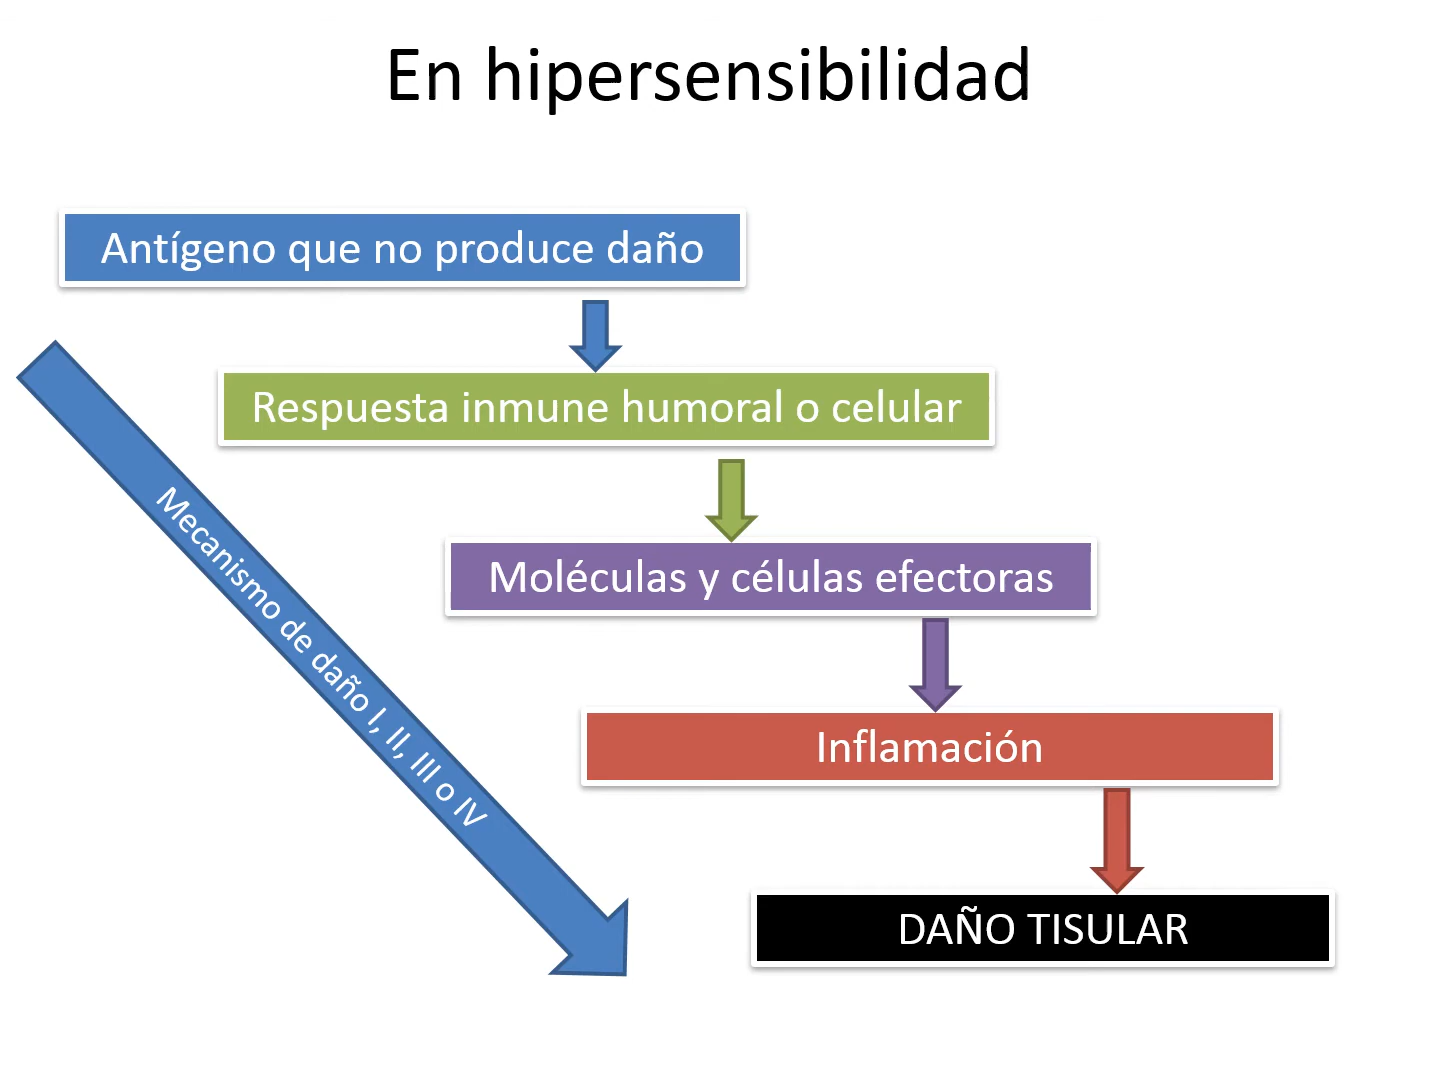 En hipersensibilidad
Antígeno que no produce daño
Respuesta inmune humoral o celular
Mecanismo de daño I, II, III o IV
Moléculas y células efectoras
Inflamación
DAÑO TISULAR